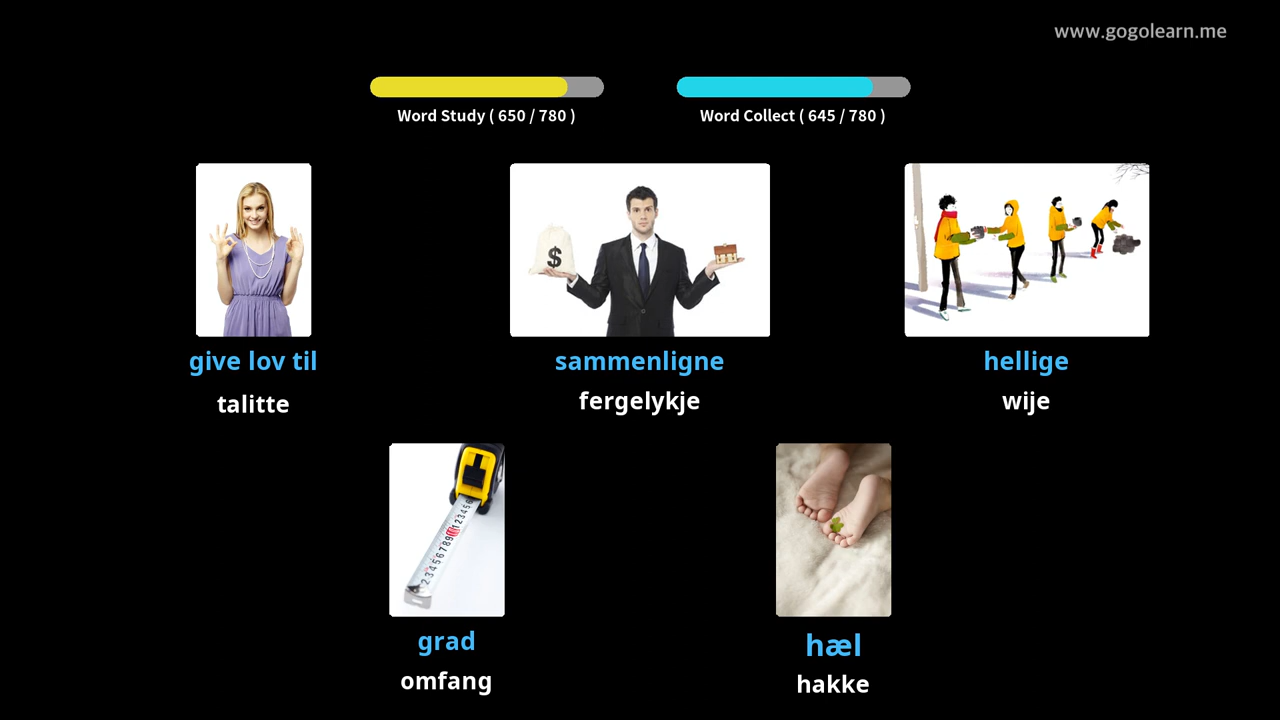 www.gogolearn.me
Word Study ( 650 / 780 )
Word Collect ( 645 / 780 )
$
give lov til
talitte
sammenligne
fergelykje
hellige
wije
grad
omfang
hæl
hakke